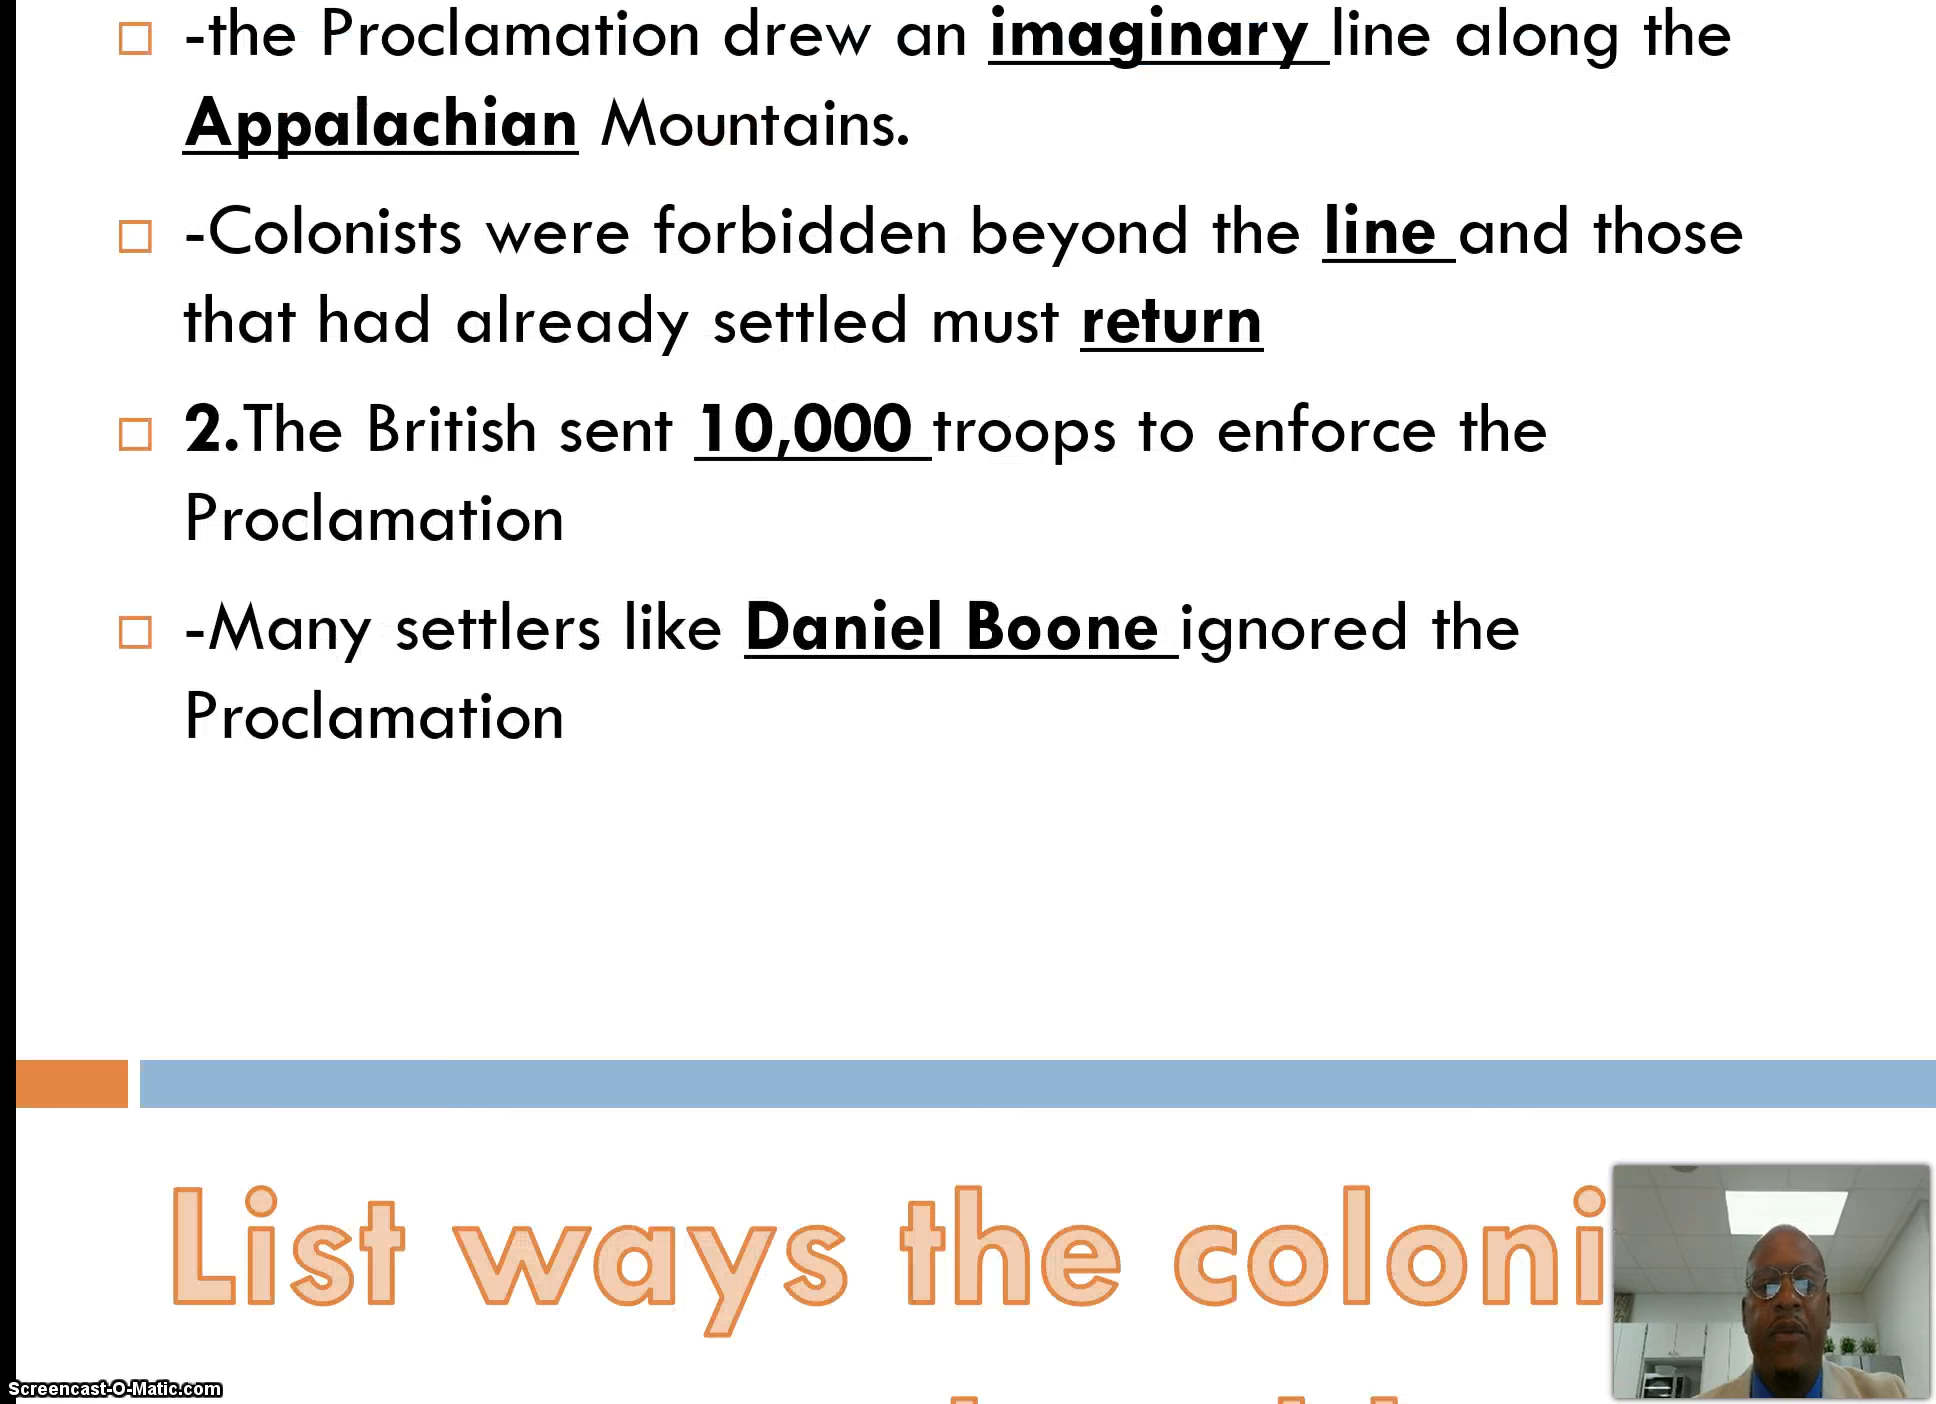 -the Proclamation drew an imaginary line along the
Appalachian Mountains.
-Colonists were forbidden beyond the line and those
that had already settled must return
2.The British sent 10,000 troops to enforce the
Proclamation
-Many settlers like Daniel Boone ignored the
Proclamation
List ways the coloni
Screencast-O-Matic.com